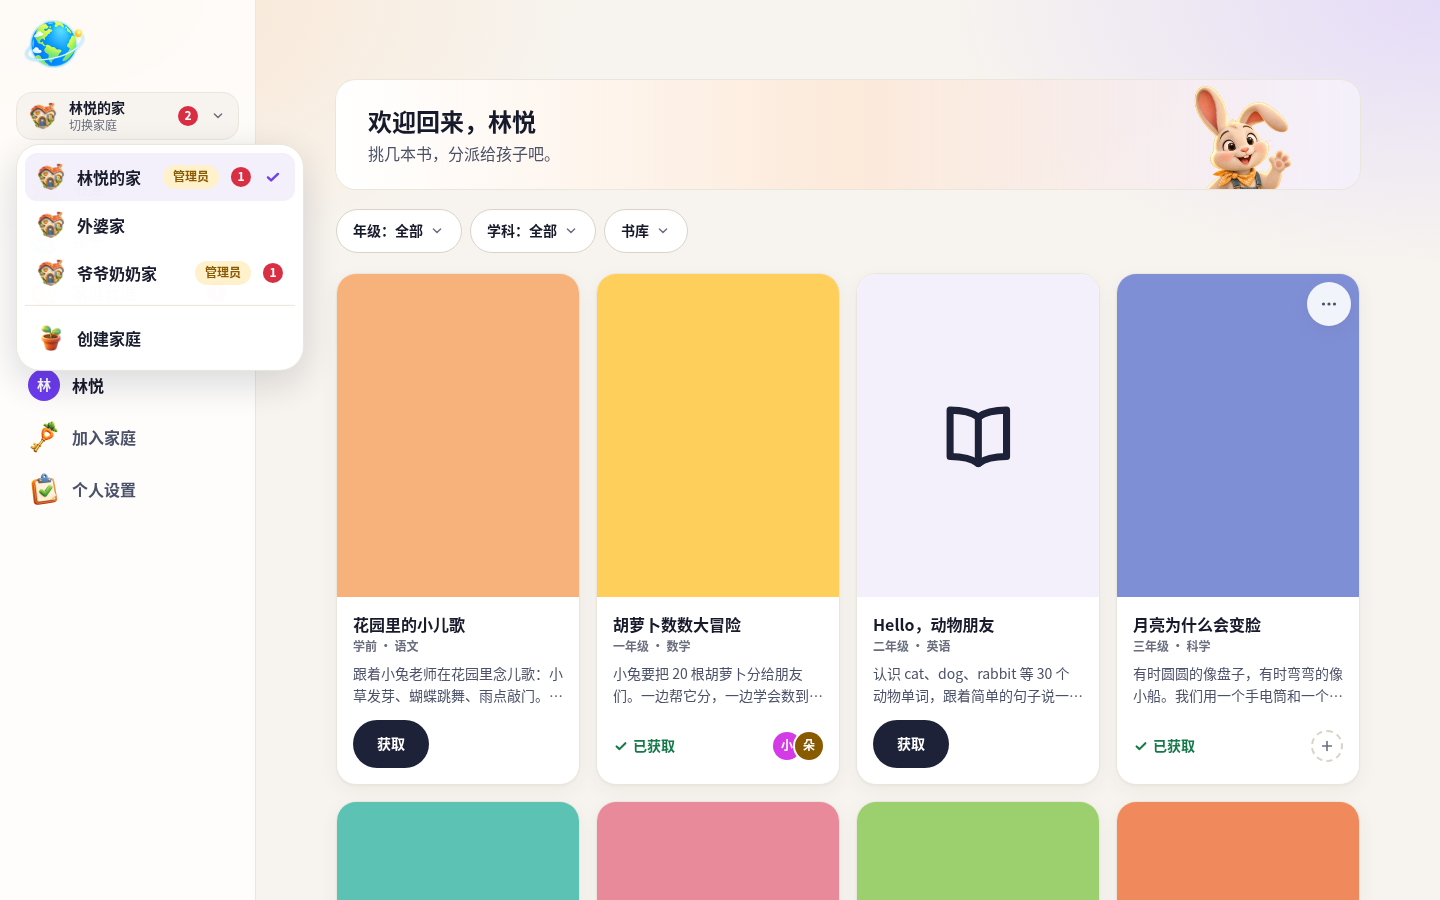 林悦的家
切换家庭
2
林悦的家
管理员
1
外婆家
爷爷奶奶家
管理员
1
创建家庭
林
林悦
加入家庭
个人设置
欢迎回来，林悦
挑几本书，分派给孩子吧。
年级：全部
学科：全部
书库
花园里的小儿歌
学前 · 语文
跟着小兔老师在花园里念儿歌：小
草发芽、蝴蝶跳舞、雨点敲门。…
获取
胡萝卜数数大冒险
一年级 · 数学
小兔要把 20 根胡萝卜分给朋友
们。一边帮它分，一边学会数到…
已获取
小
朵
Hello，动物朋友
二年级 · 英语
认识 cat、dog、rabbit 等 30 个
动物单词，跟着简单的句子说一…
获取
月亮为什么会变脸
三年级 · 科学
有时圆圆的像盘子，有时弯弯的像
小船。我们用一个手电筒和一个…
已获取